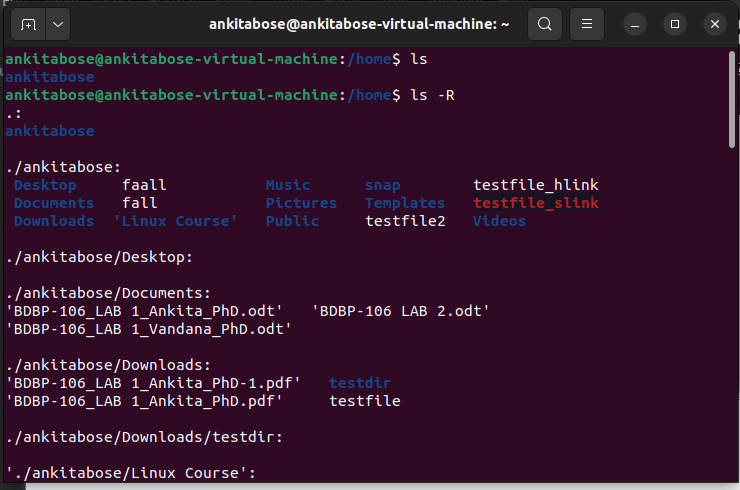 ankitabose@ankitabose-virtual-machine: ~
ankitabose@ankitabose-virtual-machine:/home$ ls
ankitabose
ankitabose@ankitabose-virtual-machine:/home$ ls -R
.:
ankitabose
./ankitabose:
Desktop faall Music snap testfile_hlink
Documents fall Pictures Templates testfile_slink
Downloads 'Linux Course' Public testfile2 Videos
./ankitabose/Desktop:
./ankitabose/Documents:
'BDBP-106_LAB 1_Ankita_PhD.odt' 'BDBP-106 LAB 2.odt'
'BDBP-106_LAB 1_Vandana_PhD.odt'
./ankitabose/Downloads:
'BDBP-106_LAB 1_Ankita_PhD-1.pdf' testdir
'BDBP-106_LAB 1_Ankita_PhD.pdf' testfile
./ankitabose/Downloads/testdir:
'./ankitabose/Linux Course':